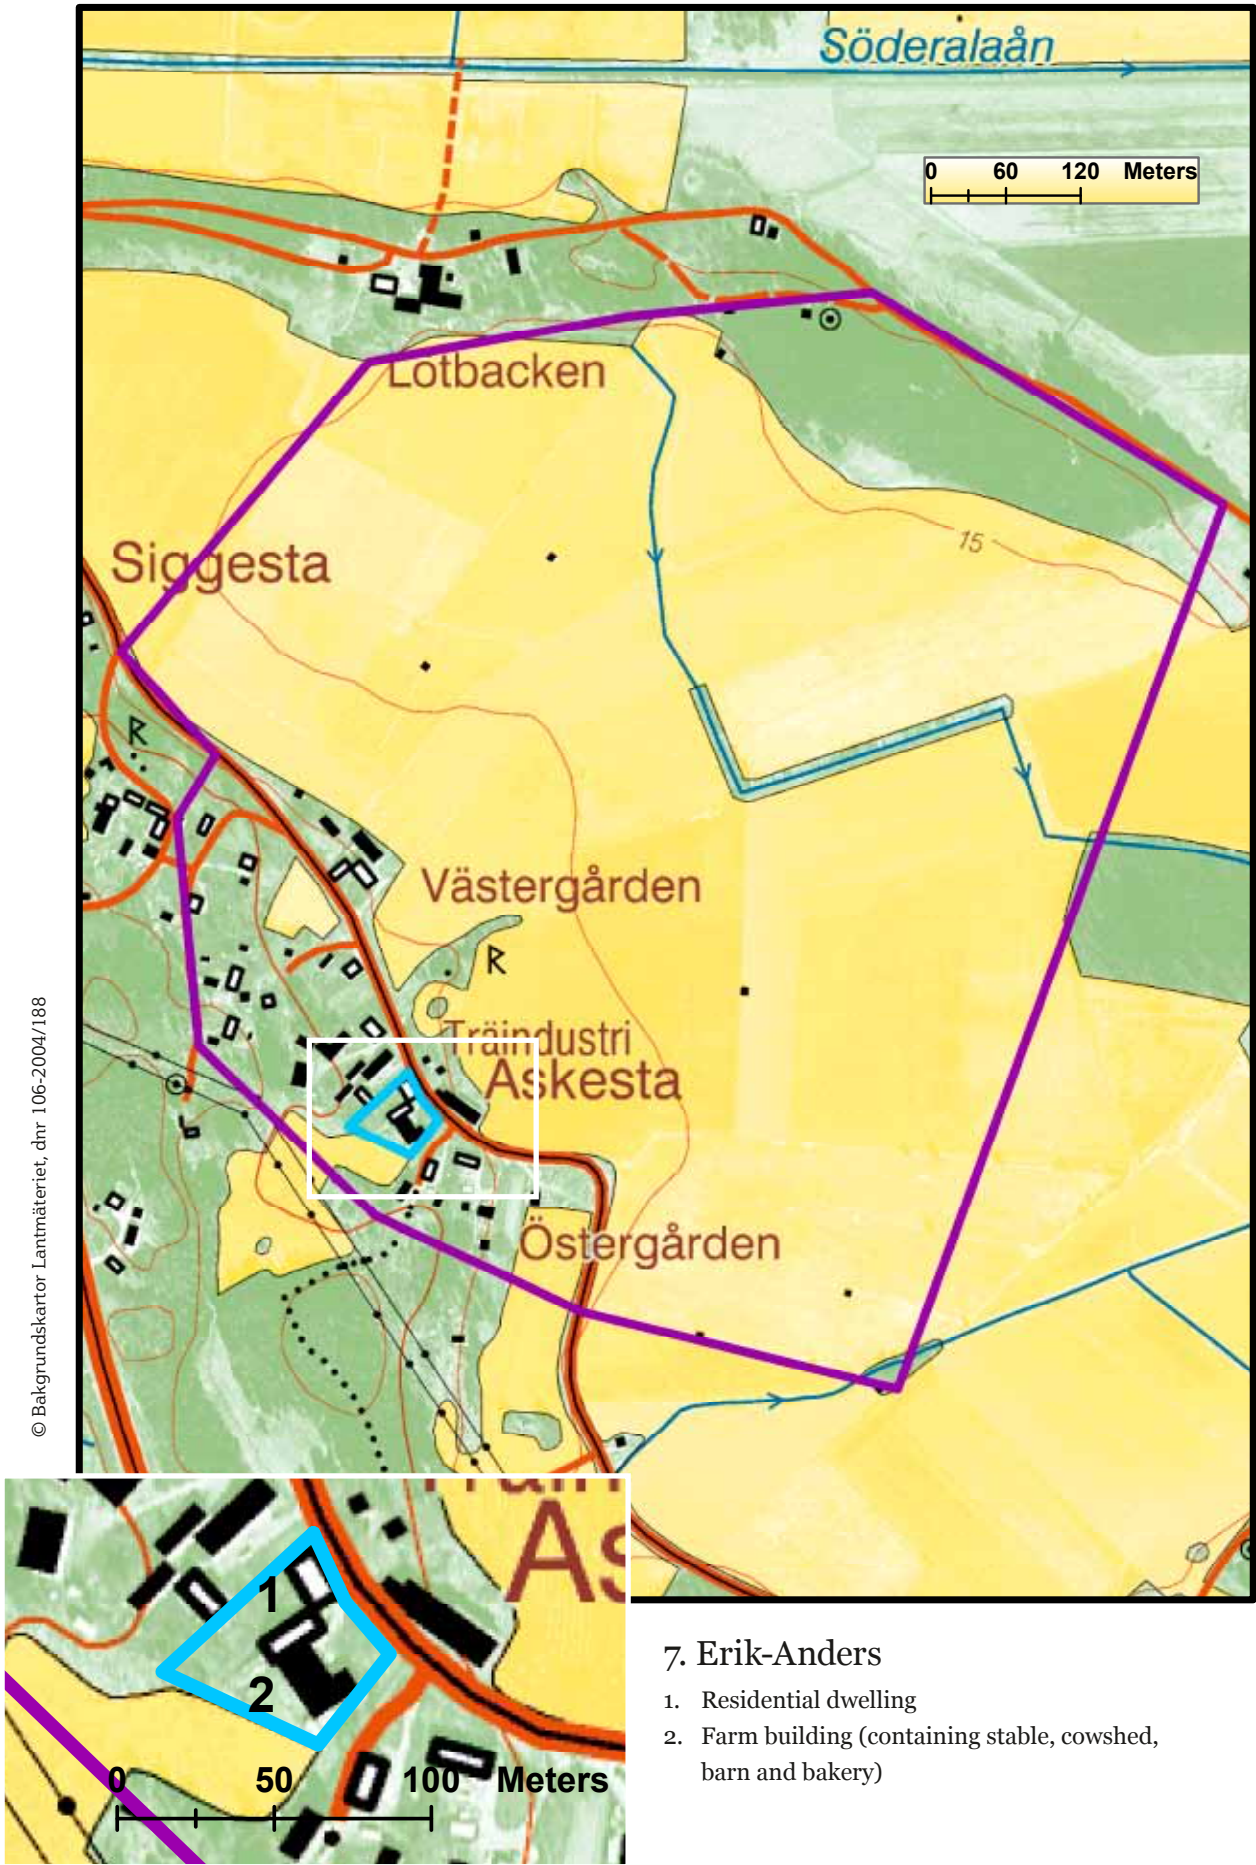 Söderalaån
0 60 120 Meters
Lotbacken
15
Siggesta
R
Västergården
R
Träindustri
Askesta
Östergården
© Bakgrundskartor Lantmäteriet, dnr 106-2004/188
As
1
2
0 50 100 Meters
7. Erik-Anders
1. Residential dwelling
2. Farm building (containing stable, cowshed,
barn and bakery)